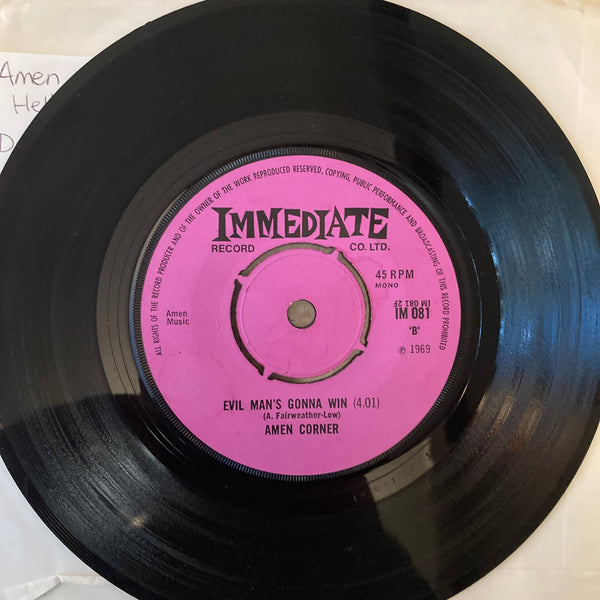 Amen
ALL RIGHTS OF THE RECORD PRODUCER AND OF THE OWNER OF THE WORK REPRODUCED RESERVED. COPYING, PUBLIC PERFORMANCE AND BROADCASTING OF THIS RECORD PROHIBITED
IMMEDIATE
RECORD CO. LTD.
45 RPM
MONO
Amen
Music
IM 081 2F
IM 081
'B'
℗ 1969
EVIL MAN'S GONNA WIN (4.01)
(A. Fairweather-Low)
AMEN CORNER